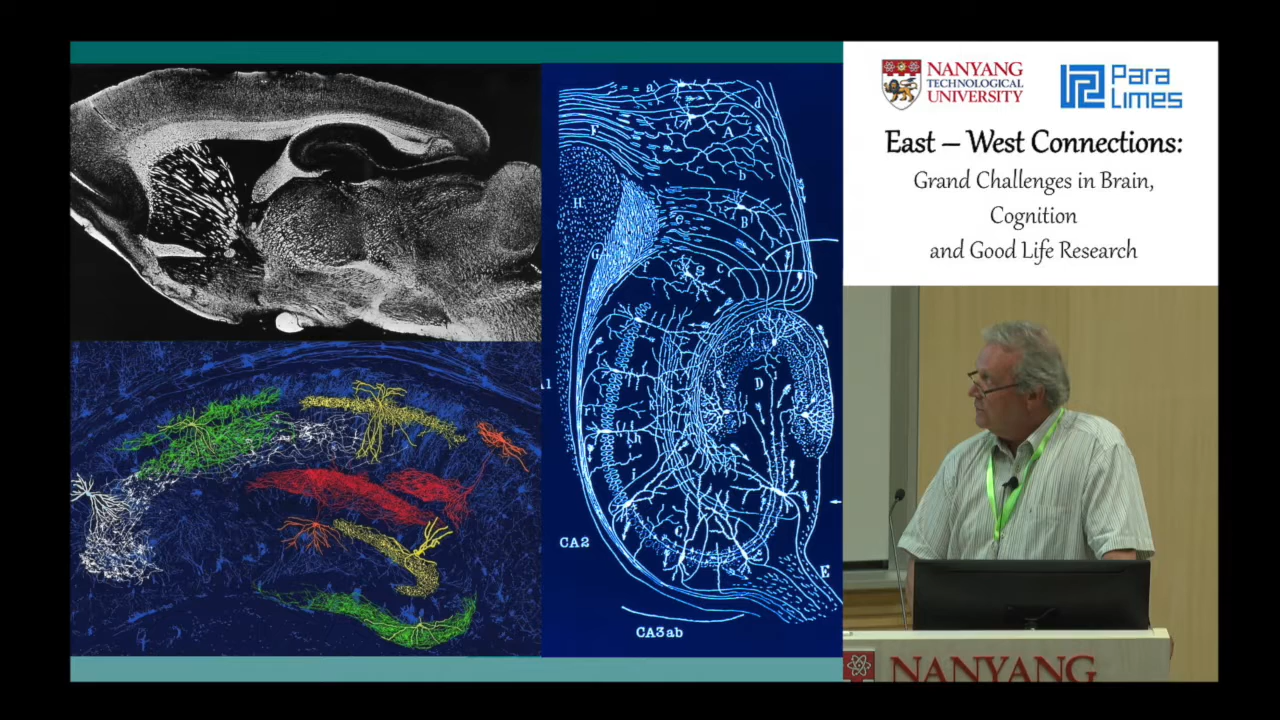 NANYANG
TECHNOLOGICAL
UNIVERSITY
Para
Limes
East – West Connections:
Grand Challenges in Brain,
Cognition
and Good Life Research
a
A
F
H
B
G
C
D
E
CA2
CA3ab
NANYANG